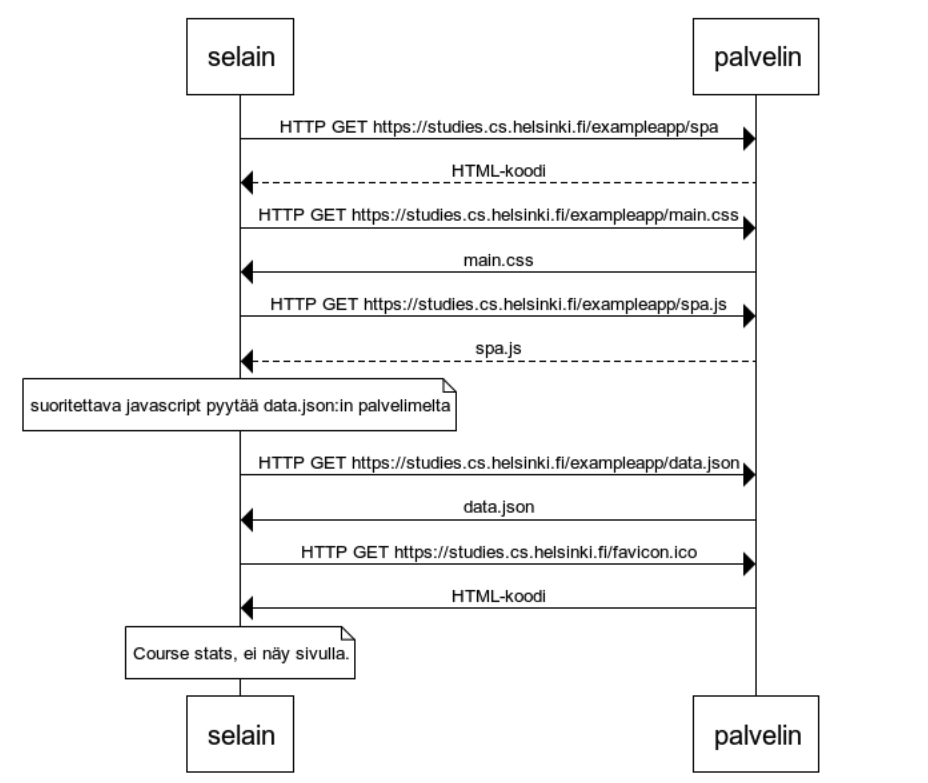 selain
palvelin
HTTP GET https://studies.cs.helsinki.fi/exampleapp/spa
HTML-koodi
HTTP GET https://studies.cs.helsinki.fi/exampleapp/main.css
main.css
HTTP GET https://studies.cs.helsinki.fi/exampleapp/spa.js
spa.js
suoritettava javascript pyytää data.json:in palvelimelta
HTTP GET https://studies.cs.helsinki.fi/exampleapp/data.json
data.json
HTTP GET https://studies.cs.helsinki.fi/favicon.ico
HTML-koodi
Course stats, ei näy sivulla.
selain
palvelin